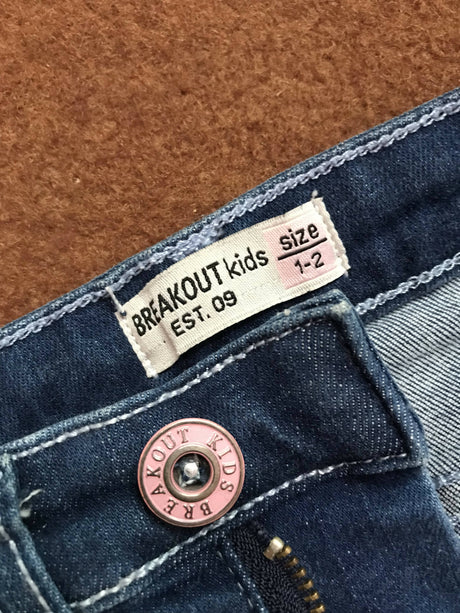 BREAKOUT kids
EST. 09
size
1-2
BREAKOUT KIDS